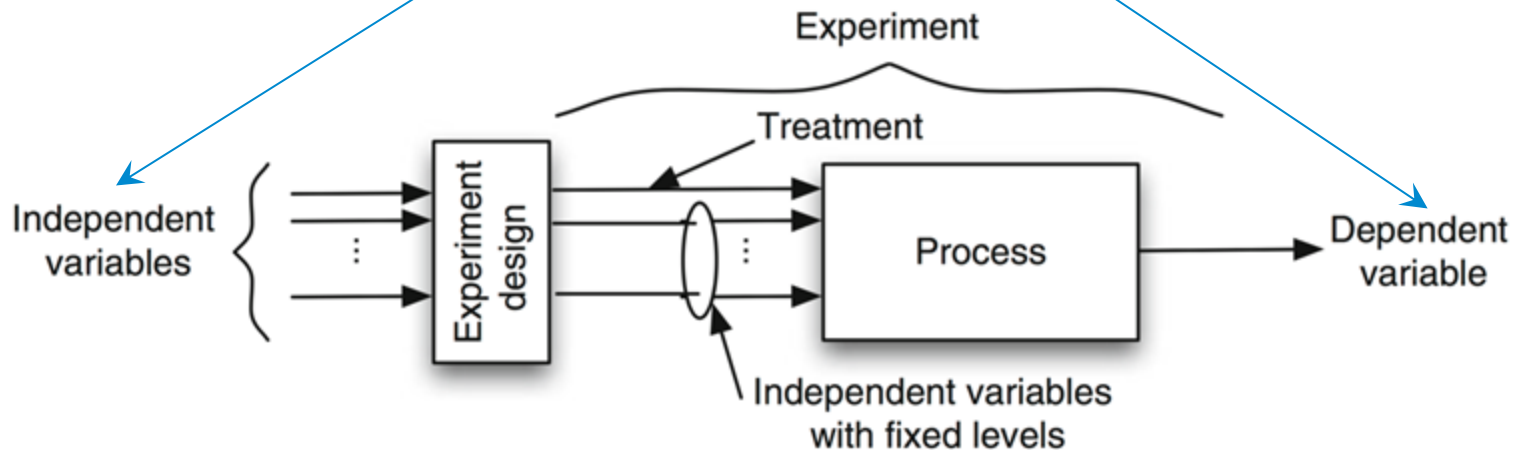 Experiment
Treatment
Independent
variables
⋮
Experiment
design
⋮
Process
Dependent
variable
Independent variables
with fixed levels